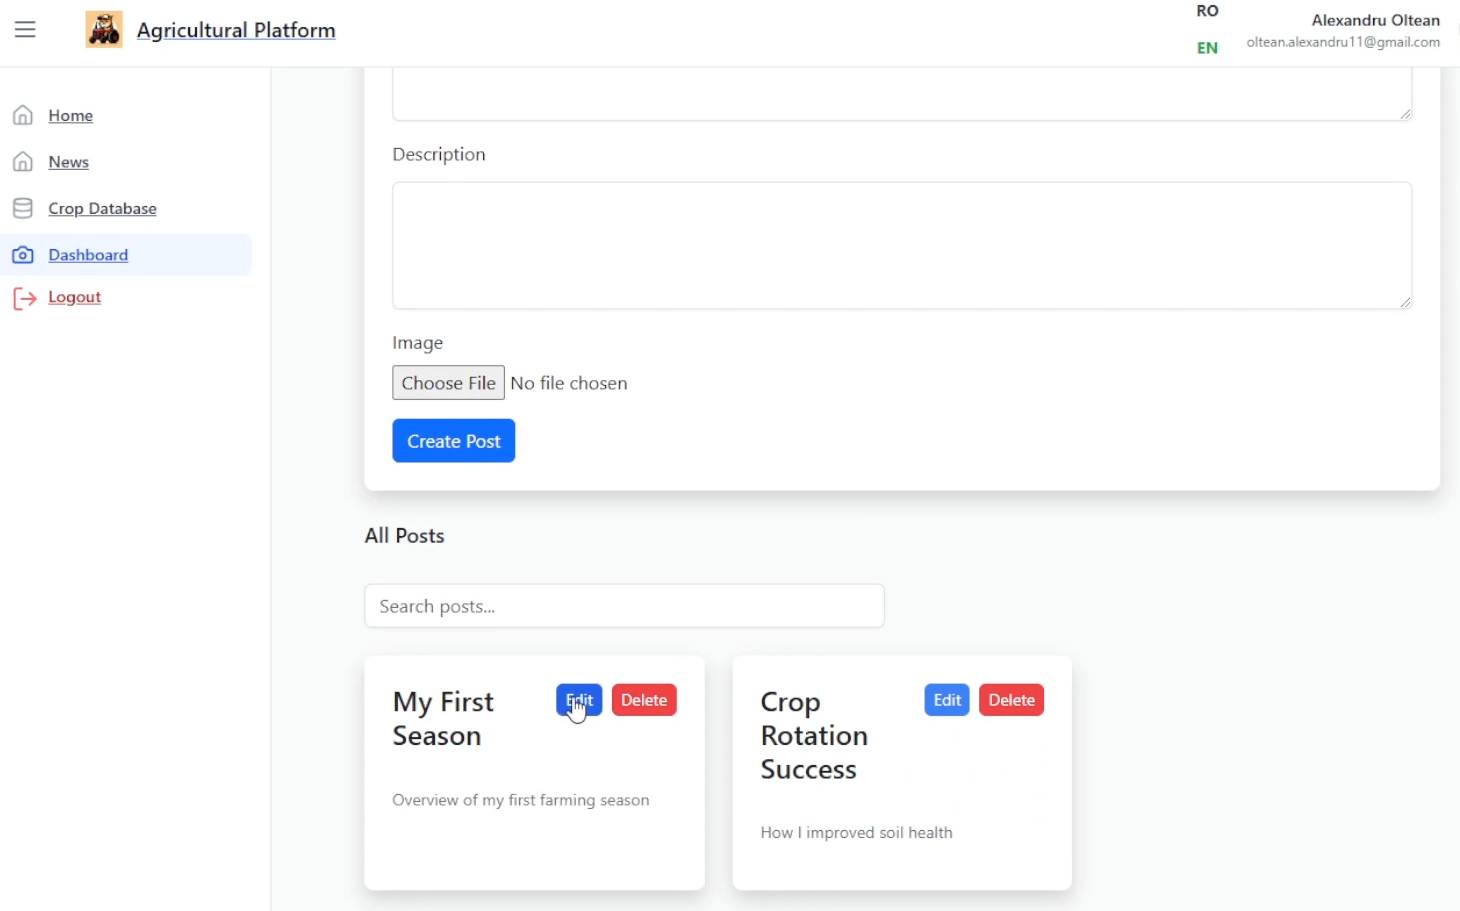 Agricultural Platform
RO
EN
Alexandru Oltean
oltean.alexandru11@gmail.com
Home
News
Crop Database
Dashboard
Logout
Description
Image
Choose File No file chosen
Create Post
All Posts
Search posts...
My First
Season
Edit
Delete
Overview of my first farming season
Crop
Rotation
Success
Edit
Delete
How I improved soil health